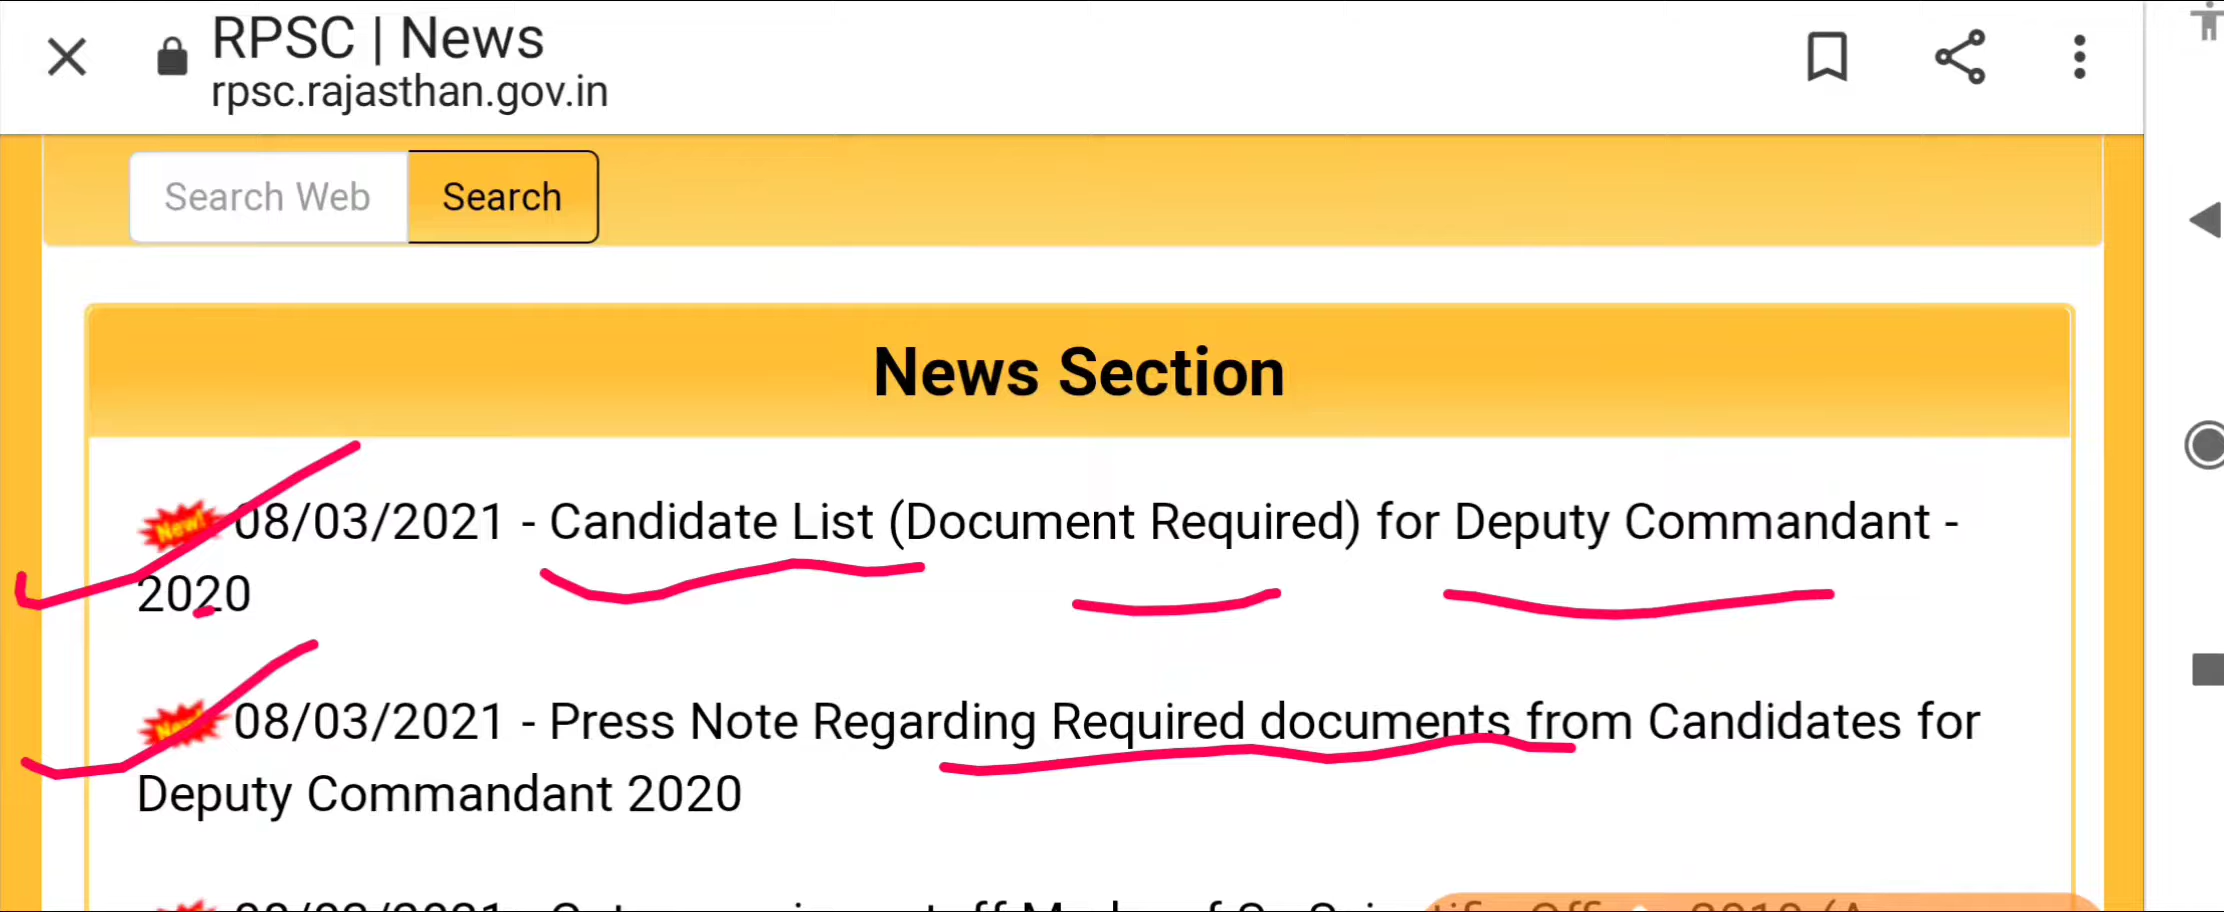 RPSC | News
rpsc.rajasthan.gov.in
Search Web Search
News Section
New! 08/03/2021 - Candidate List (Document Required) for Deputy Commandant -
2020
New! 08/03/2021 - Press Note Regarding Required documents from Candidates for
Deputy Commandant 2020